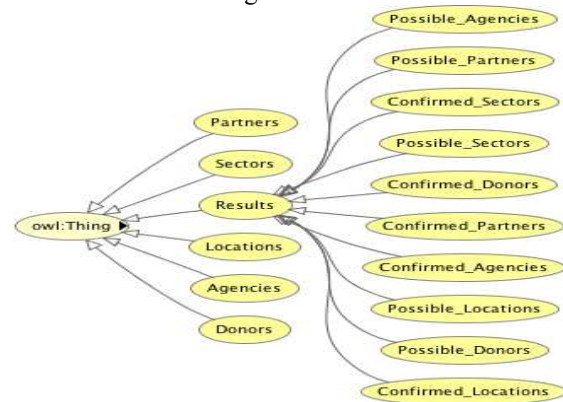 Possible_Agencies
Possible_Partners
Confirmed_Sectors
Partners
Possible_Sectors
Sectors
Confirmed_Donors
Results
owl:Thing
Confirmed_Partners
Locations
Confirmed_Agencies
Agencies
Possible_Locations
Donors
Possible_Donors
Confirmed_Locations